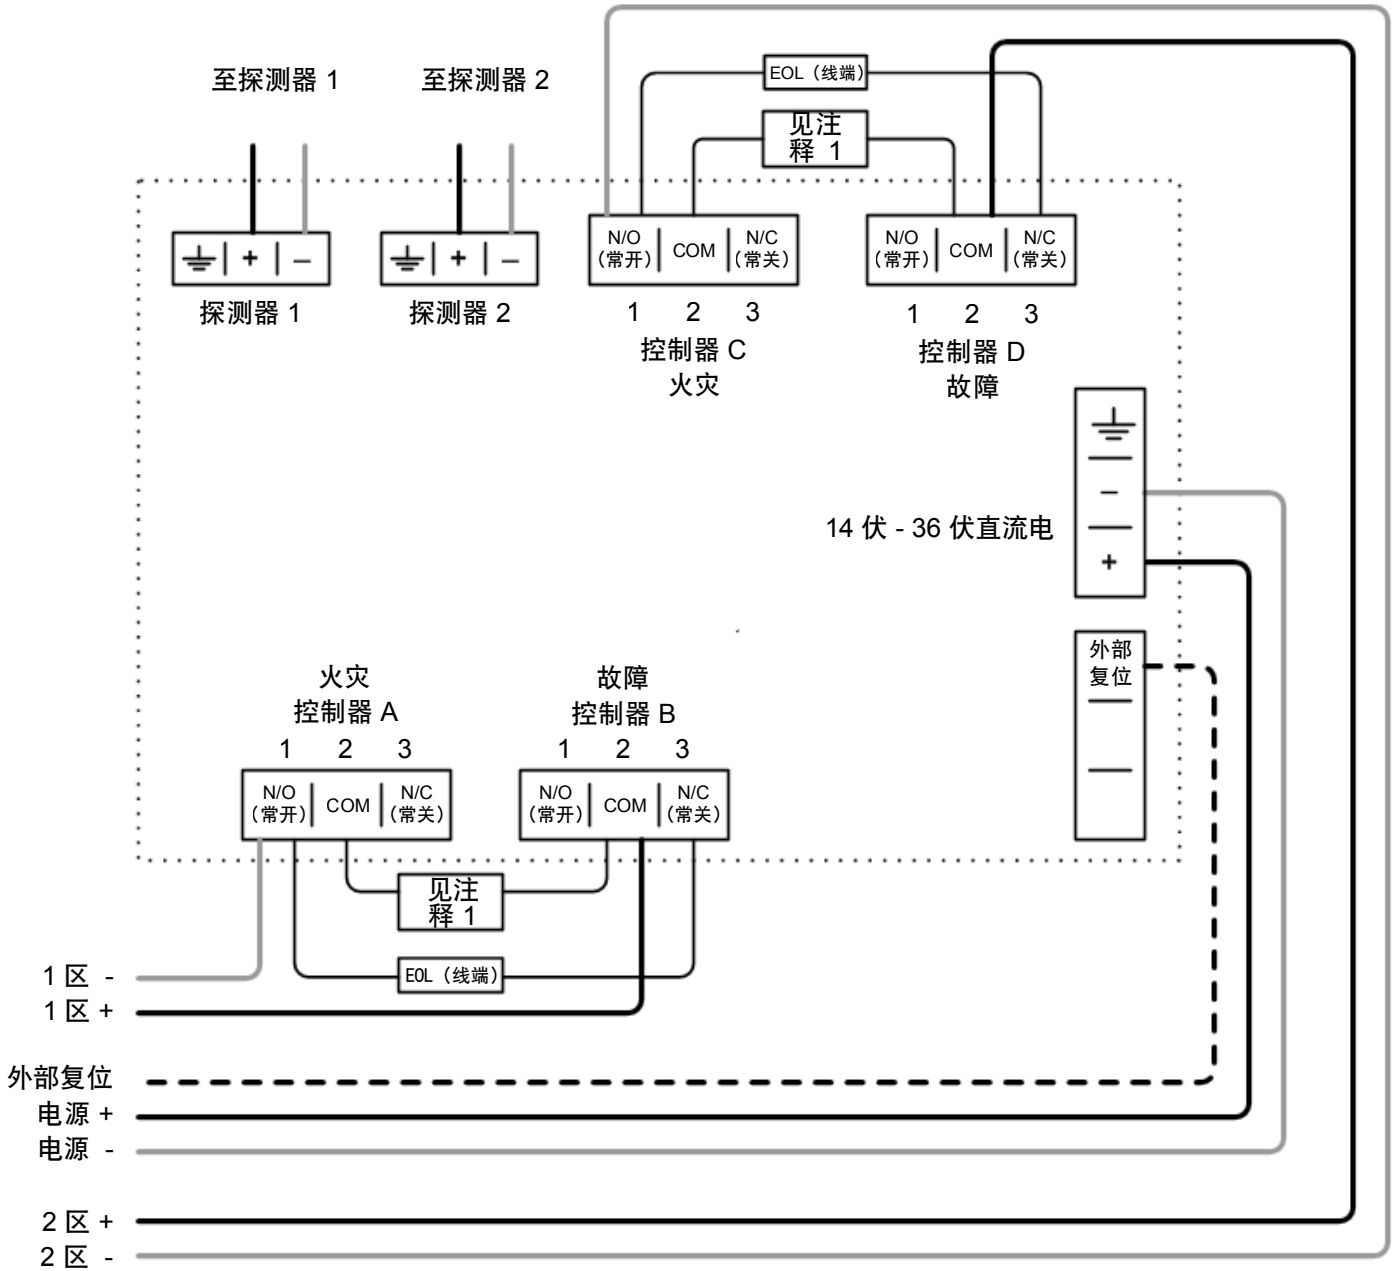 至探测器 1
至探测器 2
EOL（线端）
见注
释 1
+
–
+
–
N/O
（常开）
COM
N/C
（常关）
N/O
（常开）
COM
N/C
（常关）
探测器 1
探测器 2
1 2 3
1 2 3
控制器 C
火灾
控制器 D
故障
–
14 伏 - 36 伏直流电
+
外部
复位
火灾
控制器 A
故障
控制器 B
1 2 3
1 2 3
N/O
（常开）
COM
N/C
（常关）
N/O
（常开）
COM
N/C
（常关）
见注
释 1
EOL（线端）
1 区 -
1 区 +
外部复位
电源 +
电源 -
2 区 +
2 区 -